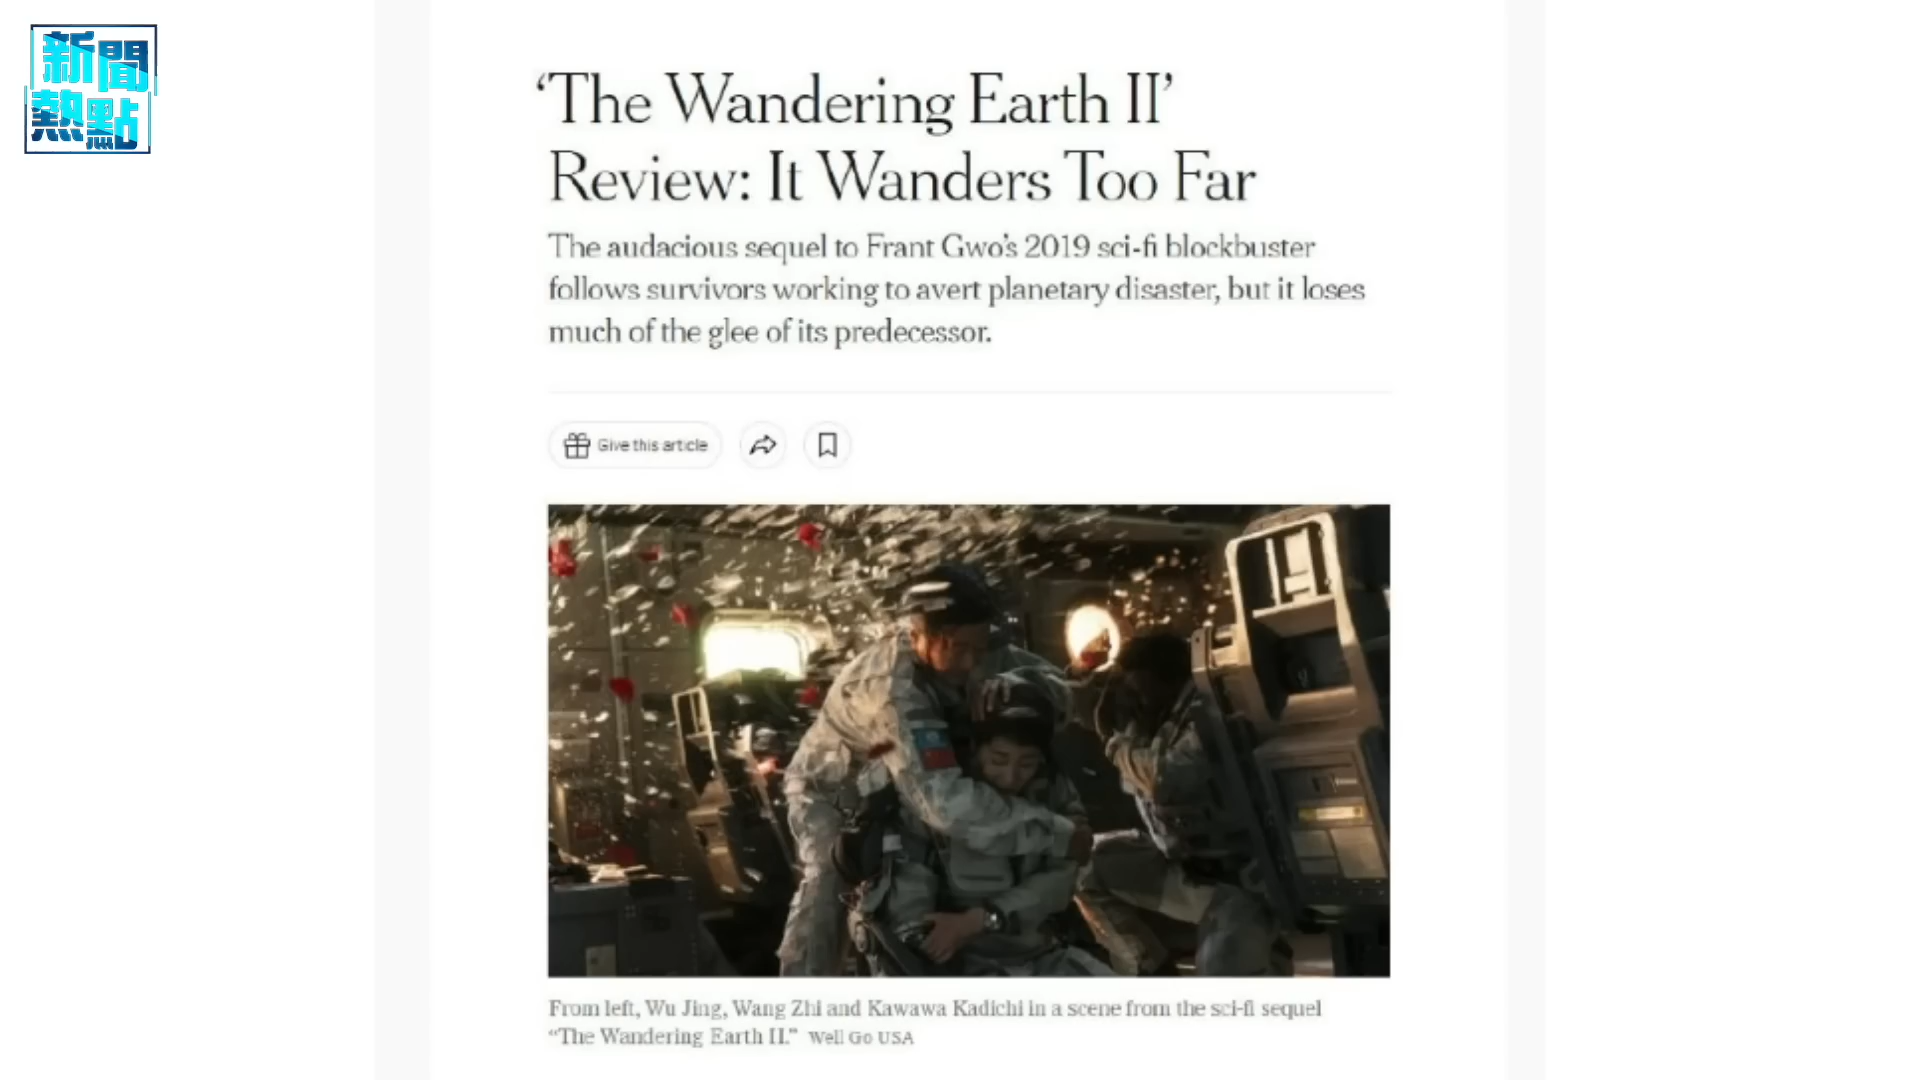 新聞
熱點
‘The Wandering Earth II’
Review: It Wanders Too Far
The audacious sequel to Frant Gwo’s 2019 sci-fi blockbuster
follows survivors working to avert planetary disaster, but it loses
much of the glee of its predecessor.
Give this article
From left, Wu Jing, Wang Zhi and Kawawa Kadichi in a scene from the sci-fi sequel
“The Wandering Earth II.” Well Go USA